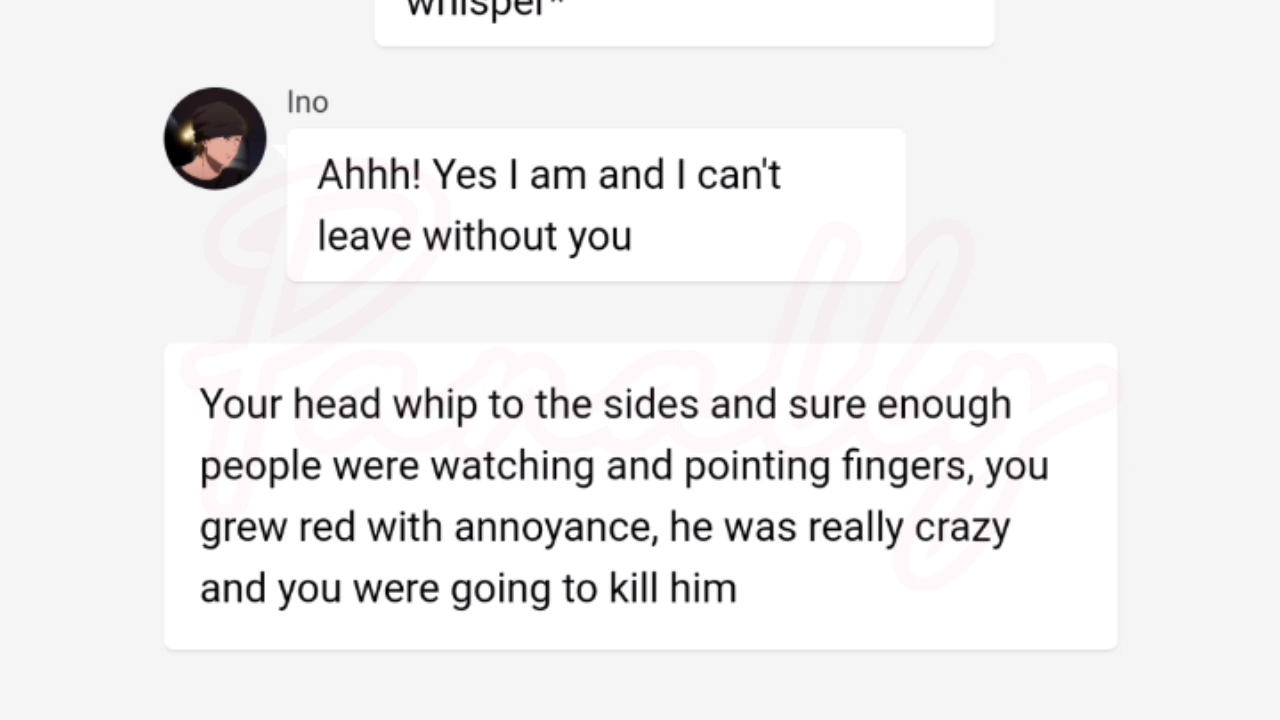 whisper*
Ino
Ahhh! Yes I am and I can't
leave without you
Your head whip to the sides and sure enough
people were watching and pointing fingers, you
grew red with annoyance, he was really crazy
and you were going to kill him